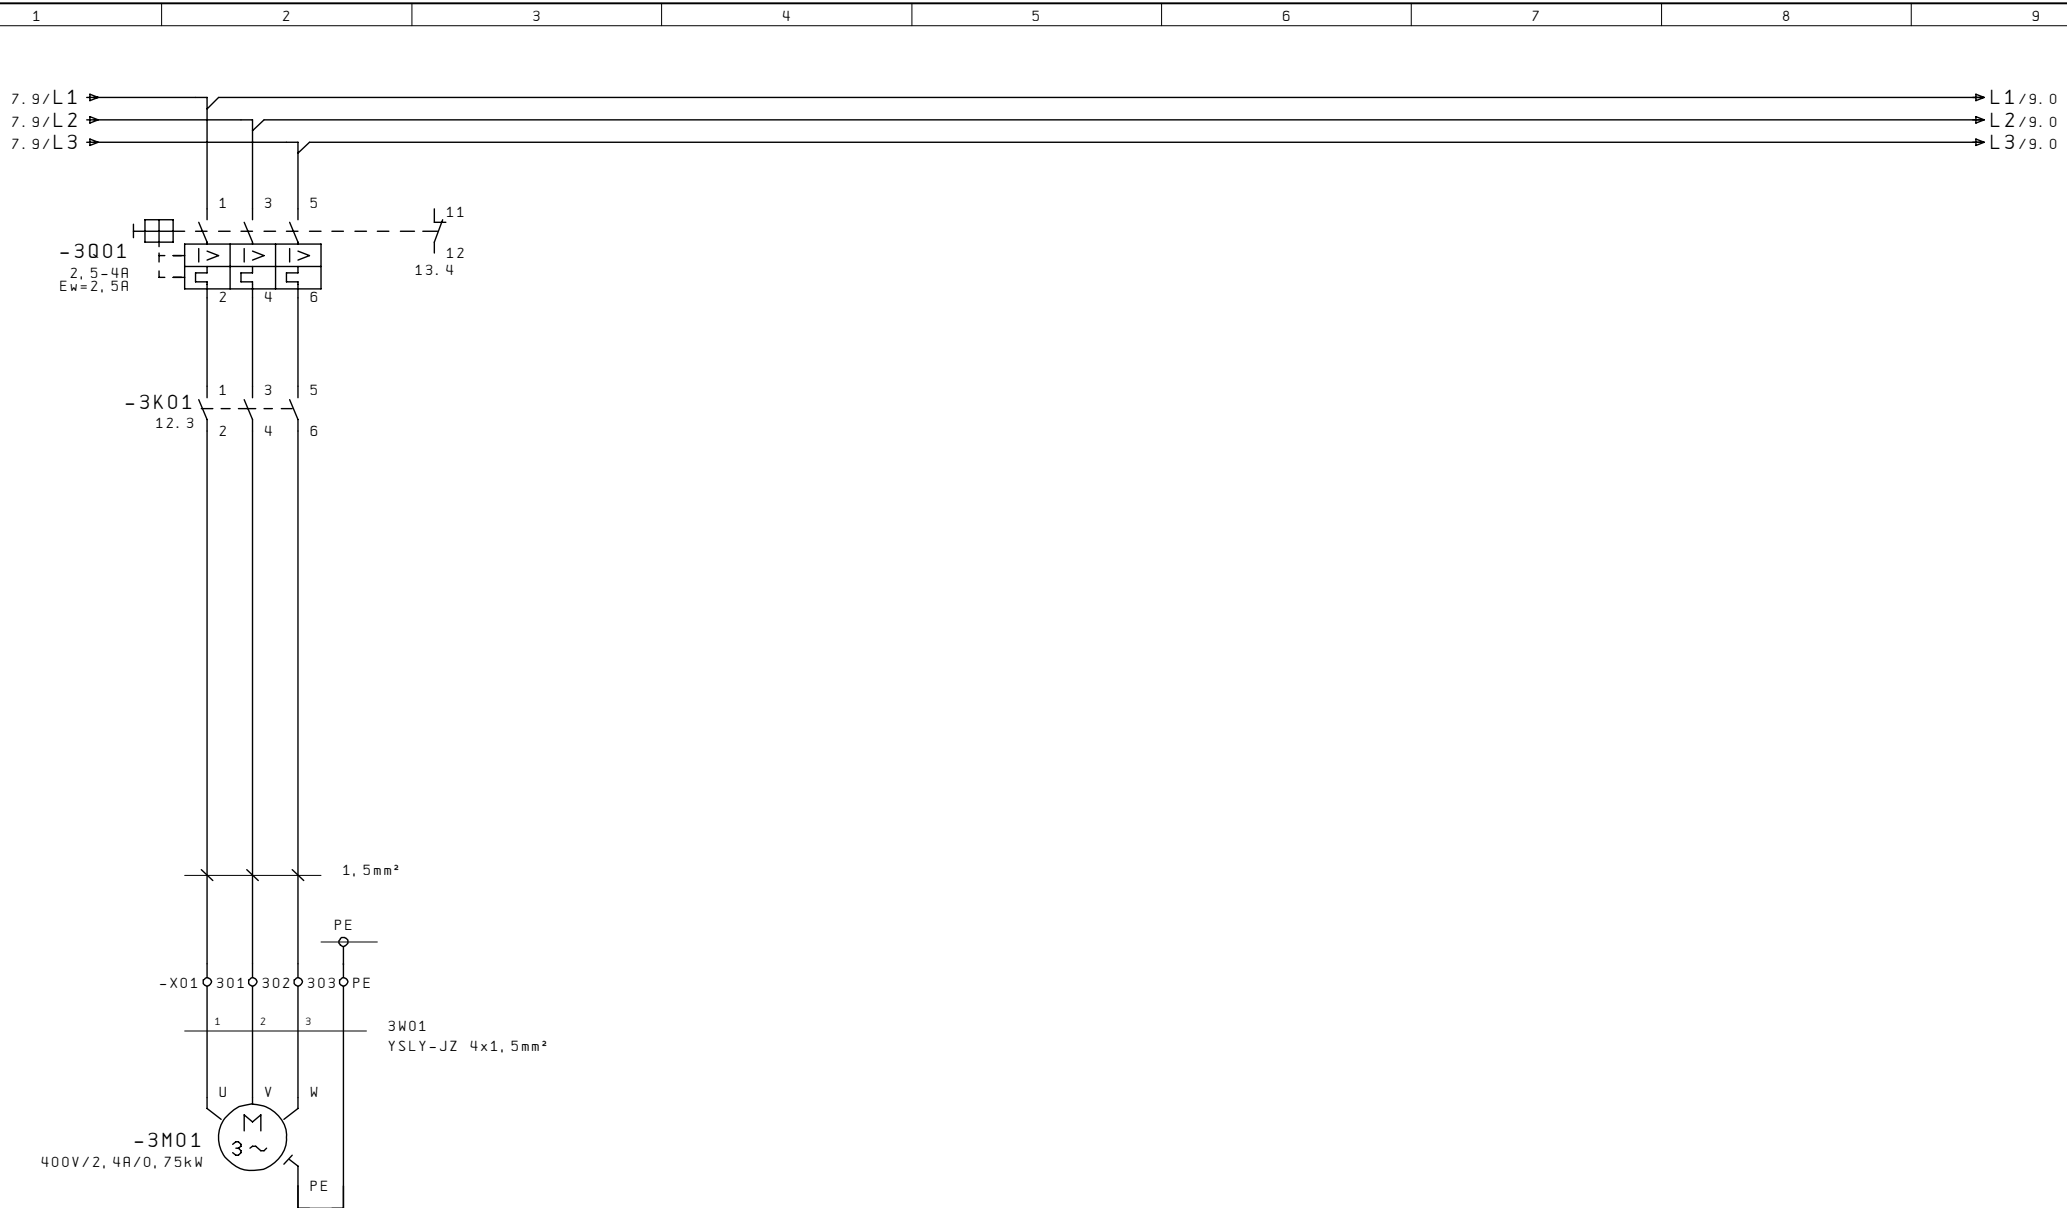 1 2 3 4 5 6 7 8 9
7.9/L1 L1/9.0
7.9/L2 L2/9.0
7.9/L3 L3/9.0
1 3 5 11
-3Q01
2,5-4A
Ew=2,5A
12
13.4
2 4 6
1 3 5
-3K01
12.3
2 4 6
1,5mm²
PE
-X01 301 302 303 PE
1 2 3
3W01
YSLY-JZ 4x1,5mm²
U V W
M
3~
-3M01
400V/2,4A/0,75kW
PE
I> I> I>